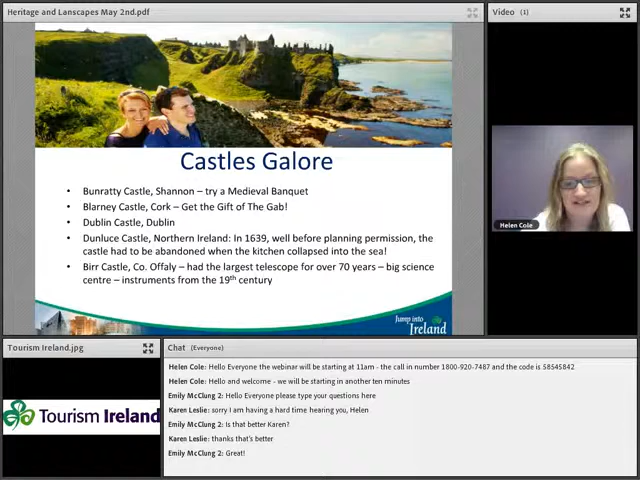 Heritage and Lanscapes May 2nd.pdf
Video (1)
Castles Galore
• Bunratty Castle, Shannon – try a Medieval Banquet
• Blarney Castle, Cork – Get the Gift of The Gab!
• Dublin Castle, Dublin
• Dunluce Castle, Northern Ireland: In 1639, well before planning permission, the
castle had to be abandoned when the kitchen collapsed into the sea!
• Birr Castle, Co. Offaly – had the largest telescope for over 70 years – big science
centre – instruments from the 19th century
Jump into
Ireland
Helen Cole
Tourism Ireland.jpg
Tourism Ireland
Chat (Everyone)
Helen Cole: Hello Everyone the webinar will be starting at 11am - the call in number 1800-920-7487 and the code is 58545842
Helen Cole: Hello and welcome - we will be starting in another ten minutes
Emily McClung 2: Hello Everyone please type your questions here
Karen Leslie: sorry I am having a hard time hearing you, Helen
Emily McClung 2: Is that better Karen?
Karen Leslie: thanks that's better
Emily McClung 2: Great!